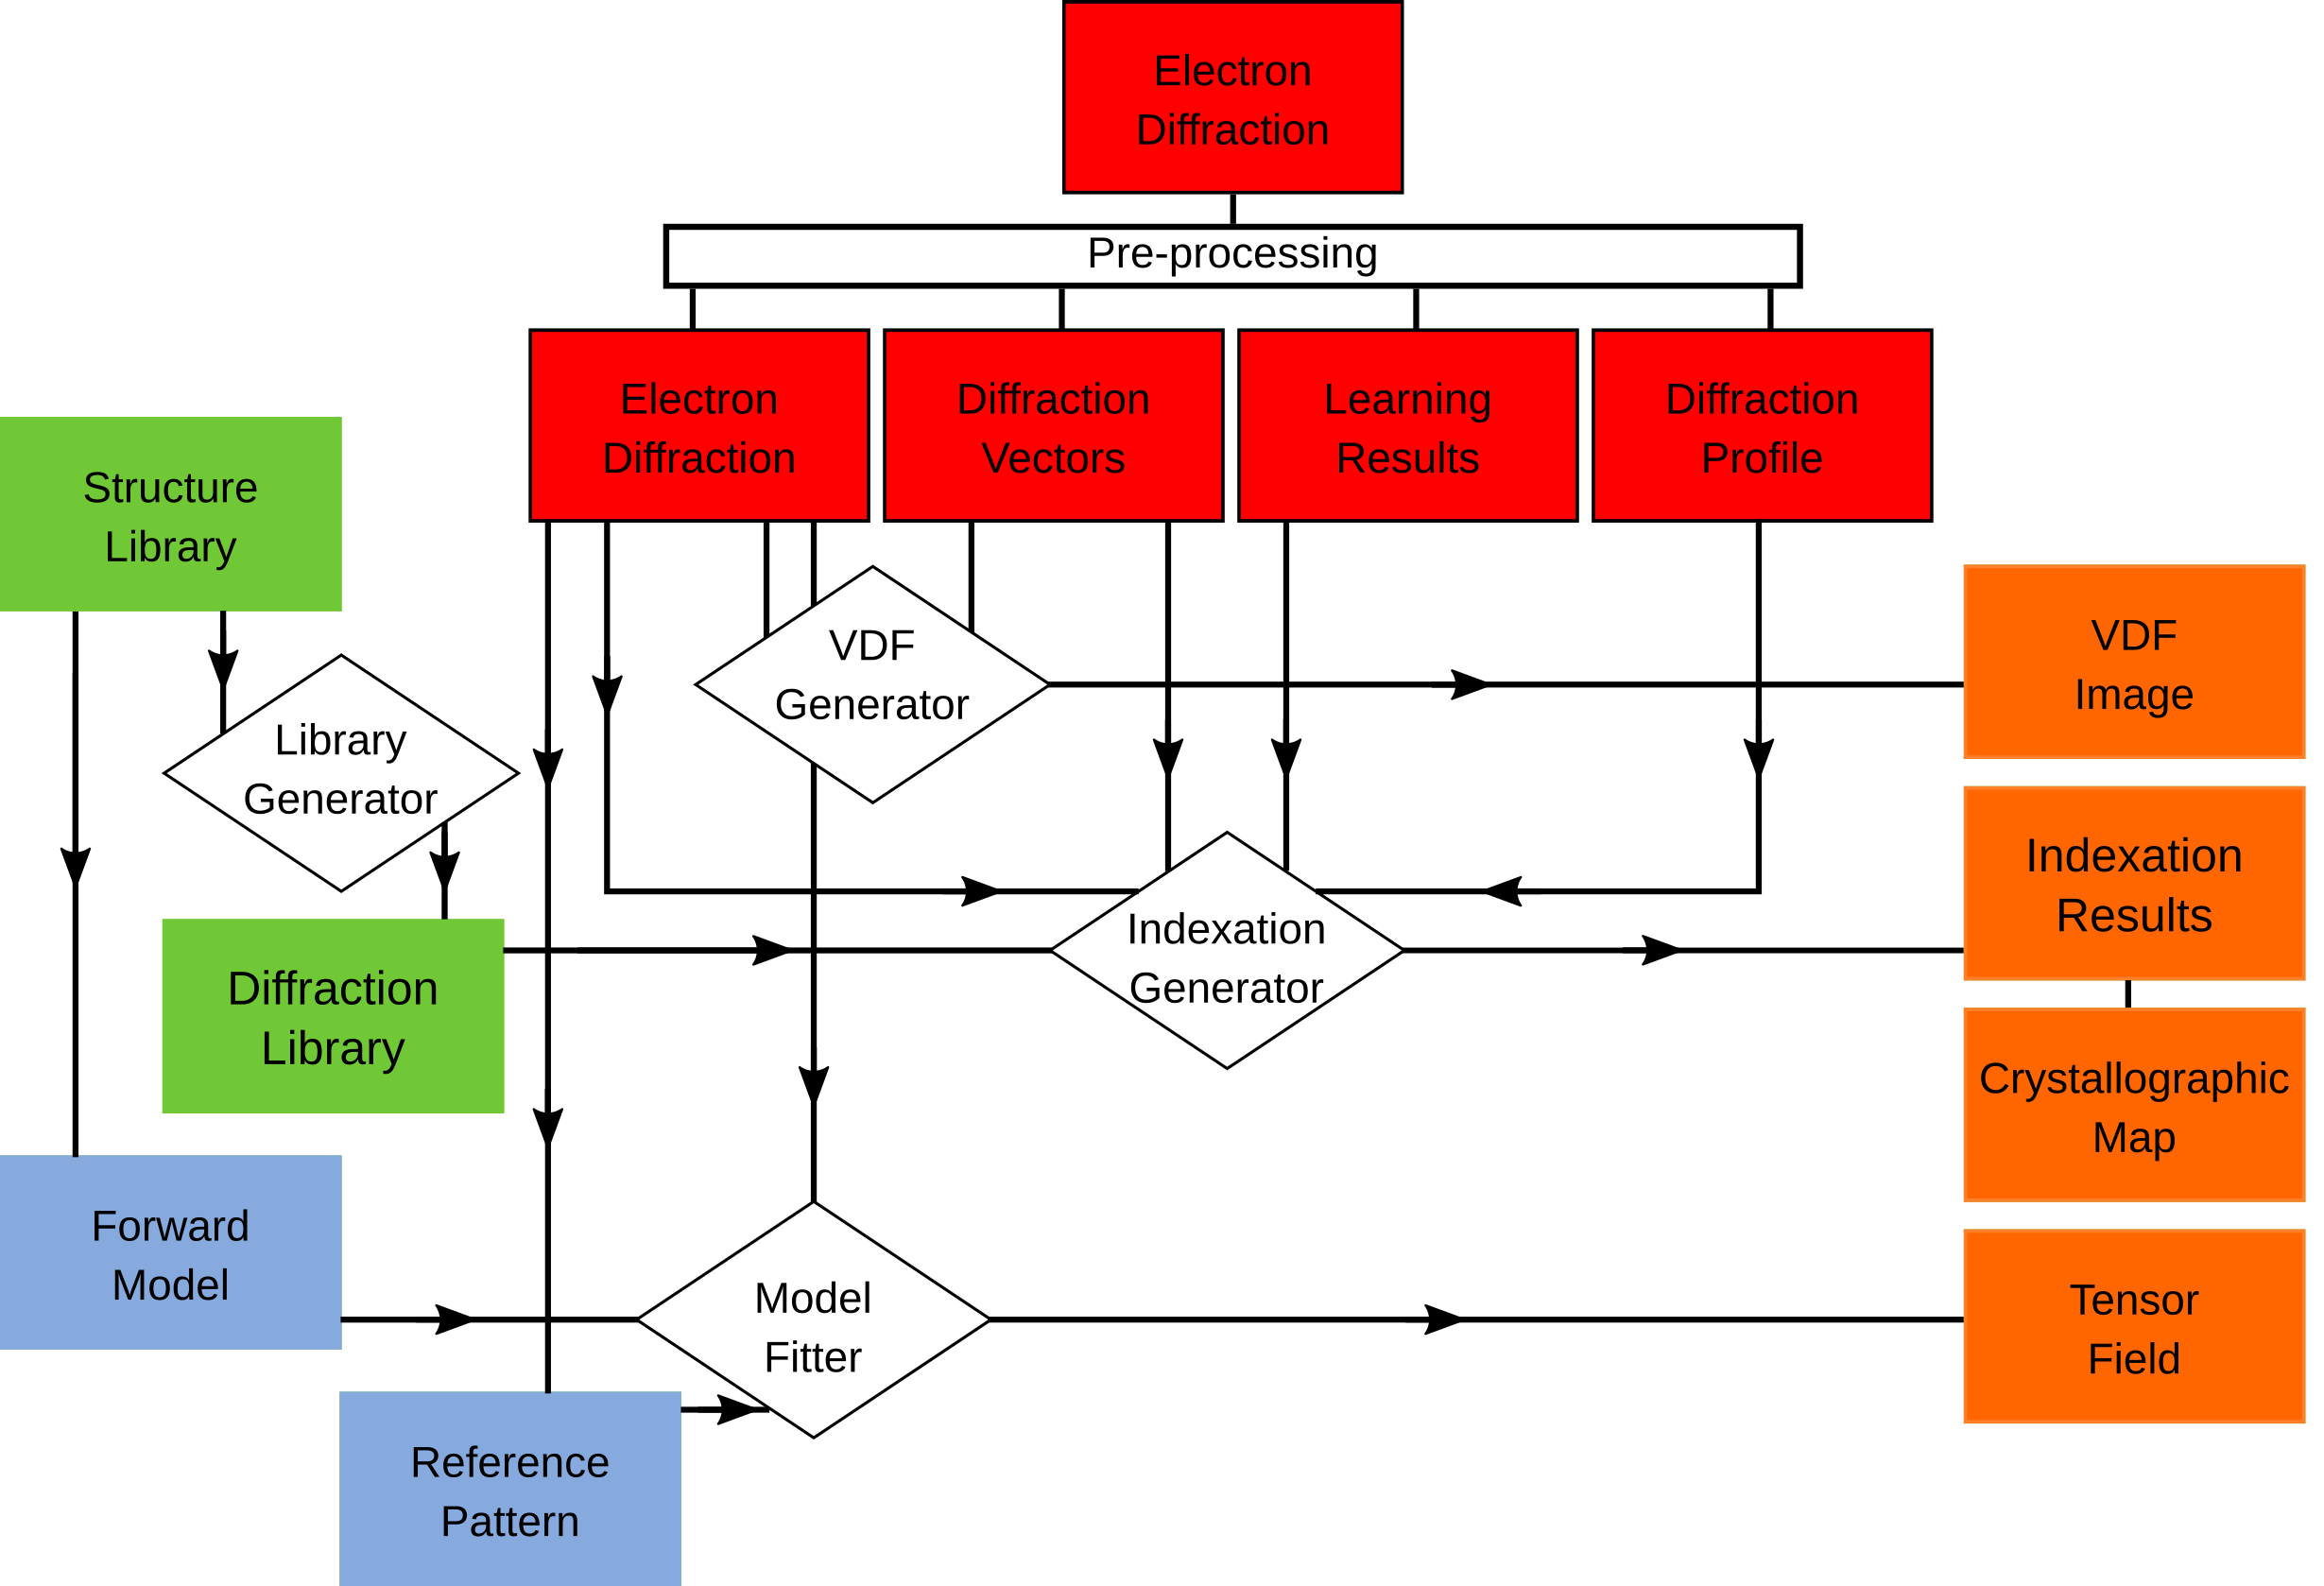 Electron
Diffraction
Pre-processing
Electron
Diffraction
Diffraction
Vectors
Learning
Results
Diffraction
Profile
Structure
Library
VDF
Generator
VDF
Image
Library
Generator
Indexation
Results
Indexation
Generator
Diffraction
Library
Crystallographic
Map
Forward
Model
Model
Fitter
Tensor
Field
Reference
Pattern